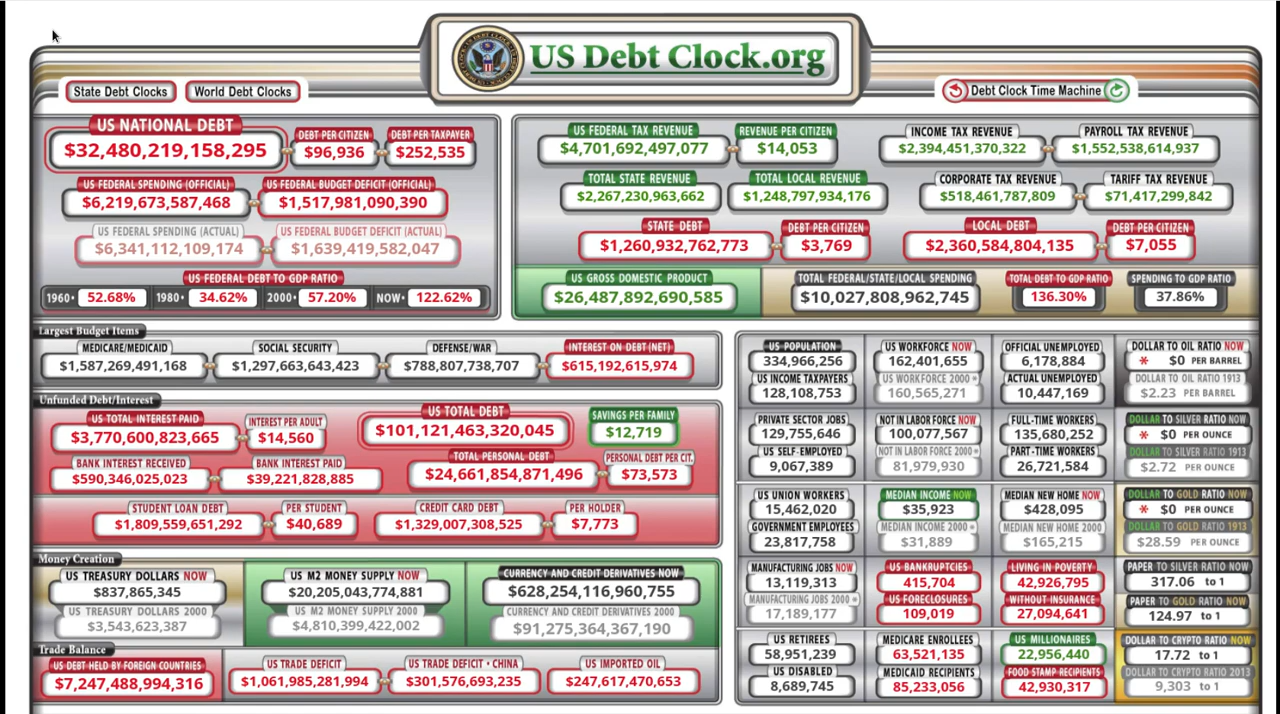 US Debt Clock.org
State Debt Clocks
World Debt Clocks
Debt Clock Time Machine
US NATIONAL DEBT
$32,480,219,158,295
DEBT PER CITIZEN
$96,936
DEBT PER TAXPAYER
$252,535
US FEDERAL SPENDING (OFFICIAL)
$6,219,673,587,468
US FEDERAL BUDGET DEFICIT (OFFICIAL)
$1,517,981,090,390
US FEDERAL SPENDING (ACTUAL)
$6,341,112,109,174
US FEDERAL BUDGET DEFICIT (ACTUAL)
$1,639,419,582,047
US FEDERAL DEBT TO GDP RATIO
1960• 52.68% 1980• 34.62% 2000• 57.20% NOW• 122.62%
US FEDERAL TAX REVENUE
$4,701,692,497,077
REVENUE PER CITIZEN
$14,053
INCOME TAX REVENUE
$2,394,451,370,322
PAYROLL TAX REVENUE
$1,552,538,614,937
TOTAL STATE REVENUE
$2,267,230,963,662
TOTAL LOCAL REVENUE
$1,248,797,934,176
CORPORATE TAX REVENUE
$518,461,787,809
TARIFF TAX REVENUE
$71,417,299,842
STATE DEBT
$1,260,932,762,773
DEBT PER CITIZEN
$3,769
LOCAL DEBT
$2,360,584,804,135
DEBT PER CITIZEN
$7,055
US GROSS DOMESTIC PRODUCT
$26,487,892,690,585
TOTAL FEDERAL/STATE/LOCAL SPENDING
$10,027,808,962,745
TOTAL DEBT TO GDP RATIO
136.30%
SPENDING TO GDP RATIO
37.86%
Largest Budget Items
MEDICARE/MEDICAID
$1,587,269,491,168
SOCIAL SECURITY
$1,297,663,643,423
DEFENSE/WAR
$788,807,738,707
INTEREST ON DEBT (NET)
$615,192,615,974
Unfunded Debt/Interest
US TOTAL INTEREST PAID
$3,770,600,823,665
INTEREST PER ADULT
$14,560
US TOTAL DEBT
$101,121,463,320,045
SAVINGS PER FAMILY
$12,719
BANK INTEREST RECEIVED
$590,346,025,023
BANK INTEREST PAID
$39,221,828,885
TOTAL PERSONAL DEBT
$24,661,854,871,496
PERSONAL DEBT PER CIT.
$73,573
STUDENT LOAN DEBT
$1,809,559,651,292
PER STUDENT
$40,689
CREDIT CARD DEBT
$1,329,007,308,525
PER HOLDER
$7,773
Money Creation
US TREASURY DOLLARS NOW
$837,865,345
US TREASURY DOLLARS 2000
$3,543,623,387
US M2 MONEY SUPPLY NOW
$20,205,043,774,881
US M2 MONEY SUPPLY 2000
$4,810,399,422,002
CURRENCY AND CREDIT DERIVATIVES NOW
$628,254,116,960,755
CURRENCY AND CREDIT DERIVATIVES 2000
$91,275,364,367,190
Trade Balance
US DEBT HELD BY FOREIGN COUNTRIES
$7,247,488,994,316
US TRADE DEFICIT
$1,061,985,281,994
US TRADE DEFICIT • CHINA
$301,576,693,235
US IMPORTED OIL
$247,617,470,653
US POPULATION
334,966,256
US INCOME TAXPAYERS
128,108,753
US WORKFORCE NOW
162,401,655
US WORKFORCE 2000
160,565,271
OFFICIAL UNEMPLOYED
6,178,884
ACTUAL UNEMPLOYED
10,447,169
DOLLAR TO OIL RATIO NOW
* $0 PER BARREL
DOLLAR TO OIL RATIO 1913
$2.23 PER BARREL
PRIVATE SECTOR JOBS
129,755,646
US SELF-EMPLOYED
9,067,389
NOT IN LABOR FORCE NOW
100,077,567
NOT IN LABOR FORCE 2000
81,979,930
FULL-TIME WORKERS
135,680,252
PART-TIME WORKERS
26,721,584
DOLLAR TO SILVER RATIO NOW
* $0 PER OUNCE
DOLLAR TO SILVER RATIO 1913
$2.72 PER OUNCE
US UNION WORKERS
15,462,020
GOVERNMENT EMPLOYEES
23,817,758
MEDIAN INCOME NOW
$35,923
MEDIAN INCOME 2000
$31,889
MEDIAN NEW HOME NOW
$428,095
MEDIAN NEW HOME 2000
$165,215
DOLLAR TO GOLD RATIO NOW
* $0 PER OUNCE
DOLLAR TO GOLD RATIO 1913
$28.59 PER OUNCE
MANUFACTURING JOBS NOW
13,119,313
MANUFACTURING JOBS 2000
17,189,177
US BANKRUPTCIES
415,704
US FORECLOSURES
109,019
LIVING IN POVERTY
42,926,795
WITHOUT INSURANCE
27,094,641
PAPER TO SILVER RATIO NOW
317.06 to 1
PAPER TO GOLD RATIO NOW
124.97 to 1
US RETIREES
58,951,239
US DISABLED
8,689,745
MEDICARE ENROLLEES
63,521,135
MEDICAID RECIPIENTS
85,233,056
US MILLIONAIRES
22,956,440
FOOD STAMP RECIPIENTS
42,930,317
DOLLAR TO CRYPTO RATIO NOW
17.72 to 1
DOLLAR TO CRYPTO RATIO 2013
9,303 to 1